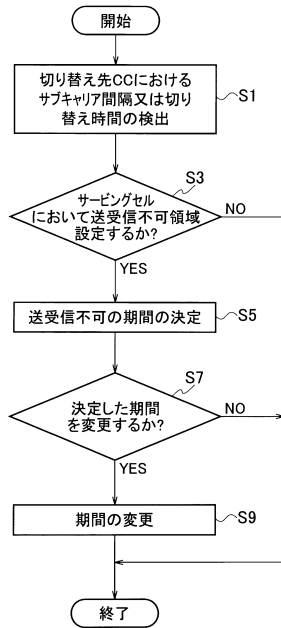 開始
切り替え先CCにおける
サブキャリア間隔又は切り
替え時間の検出
S1
S3
サービングセル
において送受信不可領域
設定するか?
NO
YES
送受信不可の期間の決定
S5
S7
決定した期間
を変更するか?
NO
YES
期間の変更
S9
終了